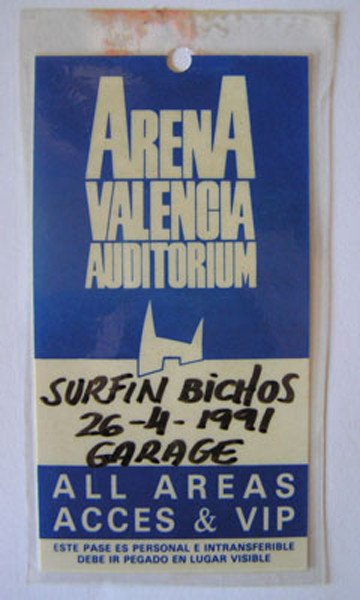 ARENA
VALENCIA
AUDITORIUM
SURFIN BICHOS
26-4-1991
GARAGE
ALL AREAS
ACCES & VIP
ESTE PASE ES PERSONAL E INTRANSFERIBLE
DEBE IR PEGADO EN LUGAR VISIBLE